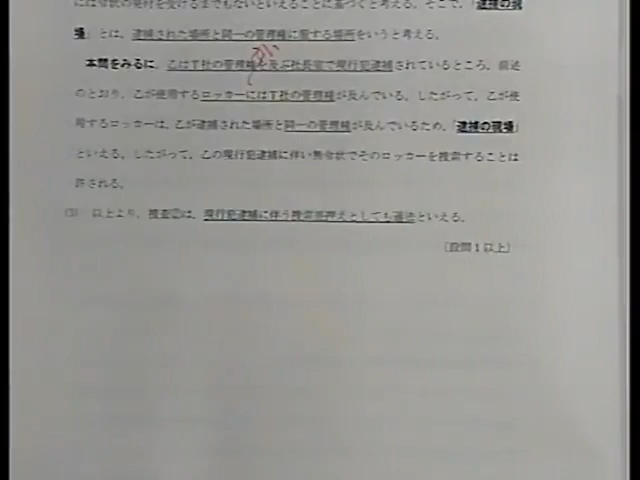 には令状の発付を受けるまでもないといえることに基づくと考える。そこで、「逮捕の現
場」とは、逮捕された場所と同一の管理権に服する場所をいうと考える。
が
本問をみるに、乙はT社の管理権を及ぶ社長室で現行犯逮捕されているところ、前述
のとおり、乙が使用するロッカーにはT社の管理権が及んでいる。したがって、乙が使
用するロッカーは、乙が逮捕された場所と同一の管理権が及んでいるため、「逮捕の現場」
といえる。したがって、乙の現行犯逮捕に伴い無令状でそのロッカーを捜索することは
許される。
(3) 以上より、捜査②は、現行犯逮捕に伴う捜索差押えとしても適法といえる。
(設問1以上)